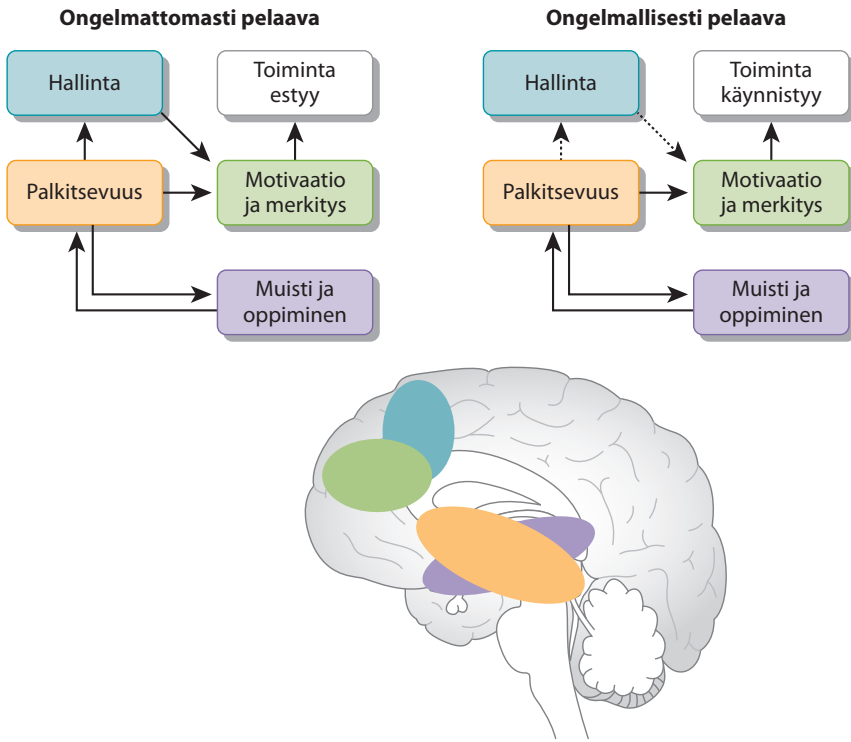 Ongelmattomasti pelaava
Hallinta
Toiminta
estyy
Palkitsevuus
Motivaatio
ja merkitys
Muisti ja
oppiminen
Ongelmallisesti pelaava
Hallinta
Toiminta
käynnistyy
Palkitsevuus
Motivaatio
ja merkitys
Muisti ja
oppiminen